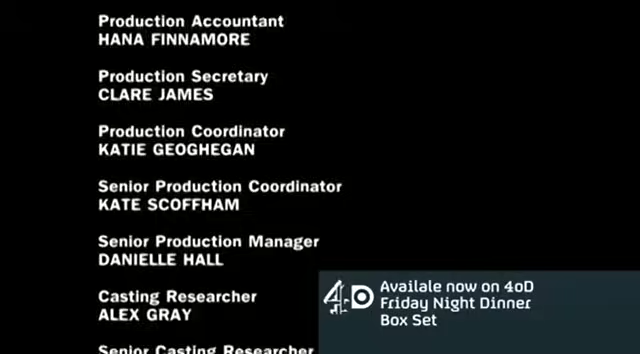 Production Accountant
HANA FINNAMORE
Production Secretary
CLARE JAMES
Production Coordinator
KATIE GEOGHEGAN
Senior Production Coordinator
KATE SCOFFHAM
Senior Production Manager
DANIELLE HALL
Casting Researcher
ALEX GRAY
Senior Casting Researcher
4oD
Availale now on 4oD
Friday Night Dinner
Box Set